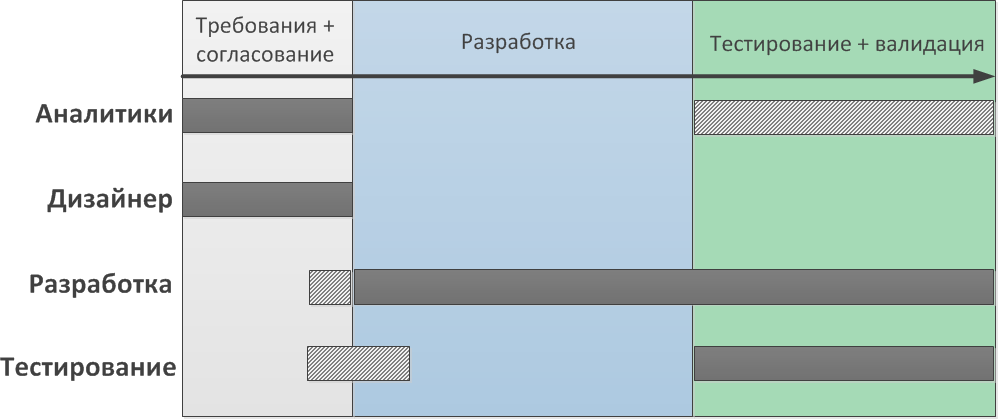 Требования +
согласование
Разработка
Тестирование + валидация
Аналитики
Дизайнер
Разработка
Тестирование